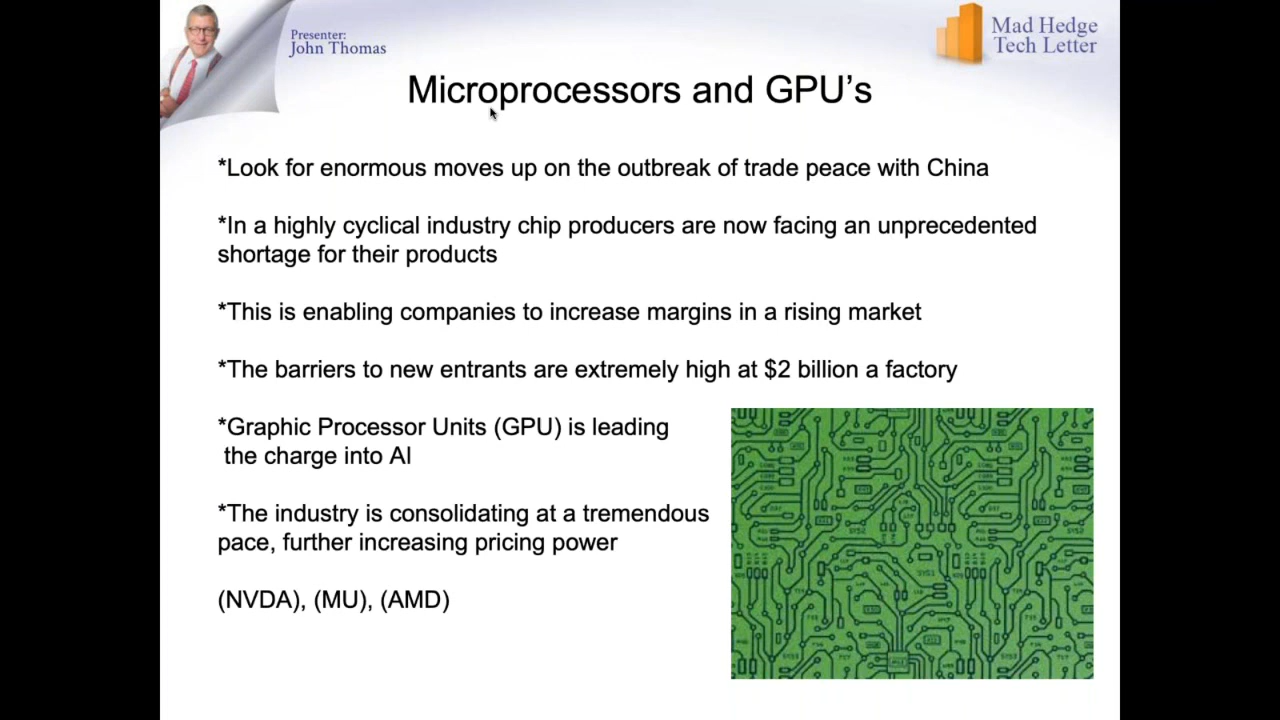 Presenter:
John Thomas
Mad Hedge
Tech Letter
Microprocessors and GPU’s
*Look for enormous moves up on the outbreak of trade peace with China
*In a highly cyclical industry chip producers are now facing an unprecedented
shortage for their products
*This is enabling companies to increase margins in a rising market
*The barriers to new entrants are extremely high at $2 billion a factory
*Graphic Processor Units (GPU) is leading
the charge into AI
*The industry is consolidating at a tremendous
pace, further increasing pricing power
(NVDA), (MU), (AMD)